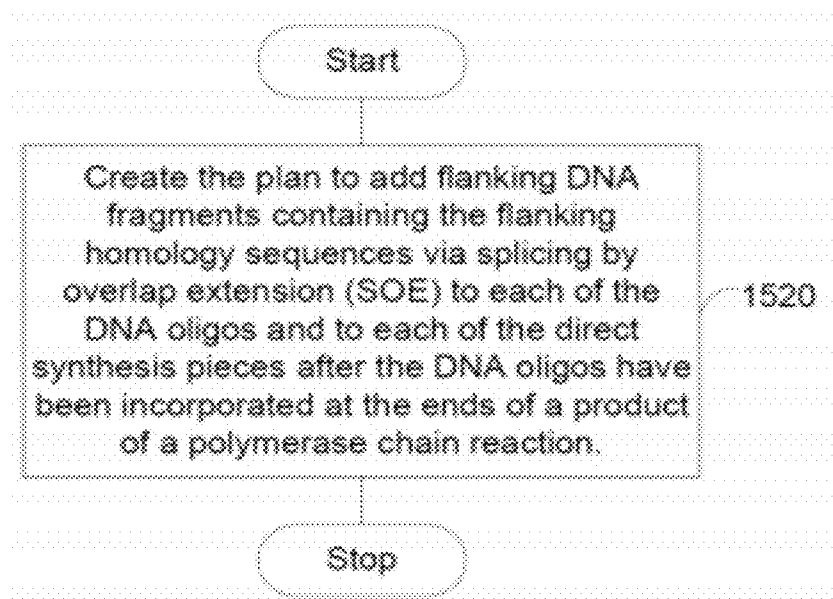 Start
Create the plan to add flanking DNA
fragments containing the flanking
homology sequences via splicing by
overlap extension (SOE) to each of the
DNA oligos and to each of the direct
synthesis pieces after the DNA oligos have
been incorporated at the ends of a product
of a polymerase chain reaction.
1520
Stop